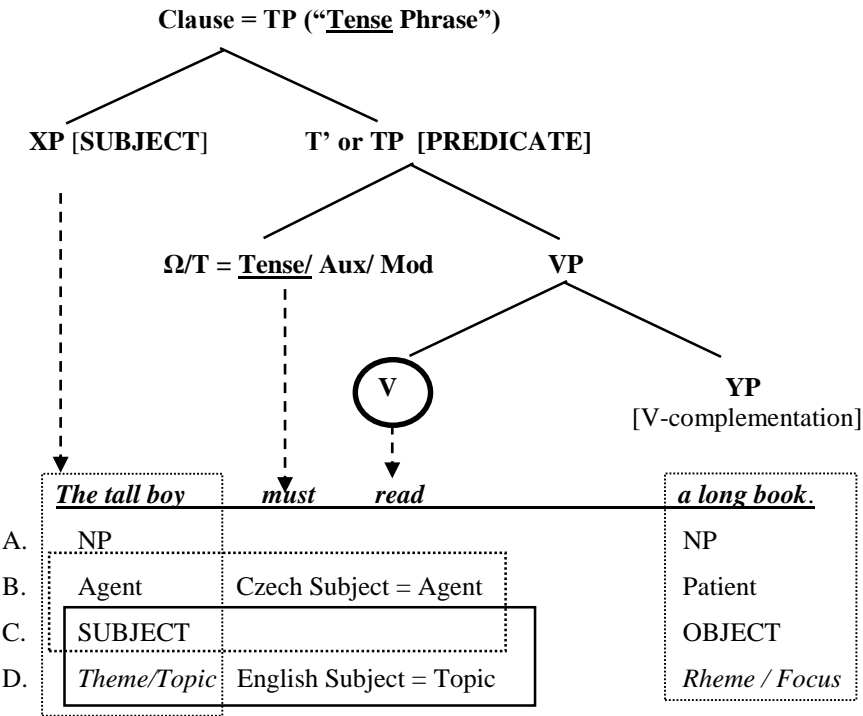 Clause = TP (“Tense Phrase”)
XP [SUBJECT] T’ or TP [PREDICATE]
Ω/T = Tense/ Aux/ Mod VP
V YP
[V-complementation]
The tall boy must read a long book.
A. NP NP
B. Agent Czech Subject = Agent Patient
C. SUBJECT OBJECT
D. Theme/Topic English Subject = Topic Rheme / Focus